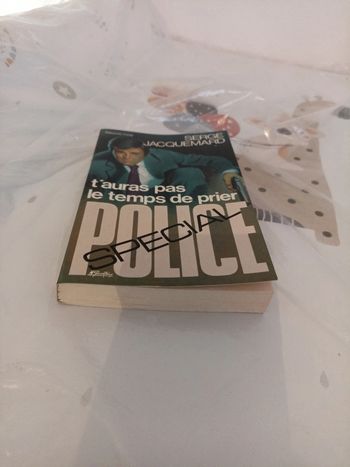 SERGE
JACQUEMARD
t'auras pas
le temps de prier
POLICE
SPECIAL